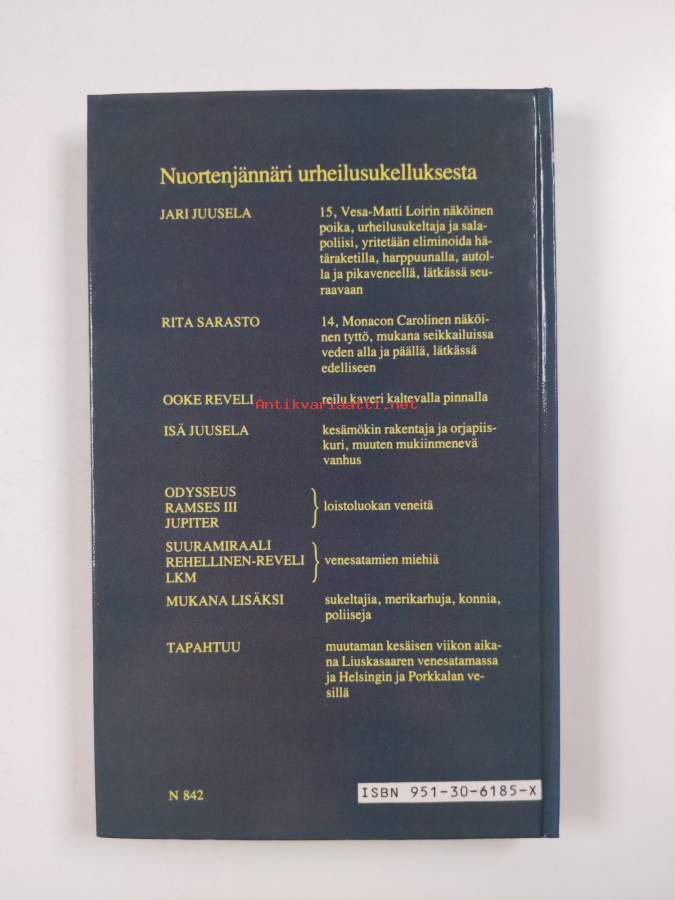 Nuortenjännäri urheilusukelluksesta
JARI JUUSELA
15, Vesa-Matti Loirin näköinen
poika, urheilusukeltaja ja sala-
poliisi, yritetään eliminoida hä-
täraketilla, harppuunalla, autol-
la ja pikaveneellä, lätkässä seu-
raavaan
RITA SARASTO
14, Monacon Carolinen näköi-
nen tyttö, mukana seikkailuissa
veden alla ja päällä, lätkässä
edelliseen
OOKE REVELI
reilu kaveri kaltevalla pinnalla
Antikvariaatti.net
ISÄ JUUSELA
kesämökin rakentaja ja orjapiis-
kuri, muuten mukiinmenevä
vanhus
ODYSSEUS
RAMSES III
JUPITER
loistoluokan veneitä
SUURAMIRAALI
REHELLINEN-REVELI
LKM
venesatamien miehiä
MUKANA LISÄKSI
sukeltajia, merikarhuja, konnia,
poliiseja
TAPAHTUU
muutaman kesäisen viikon aika-
na Liuskasaaren venesatamassa
ja Helsingin ja Porkkalan ve-
sillä
N 842
ISBN 951-30-6185-X